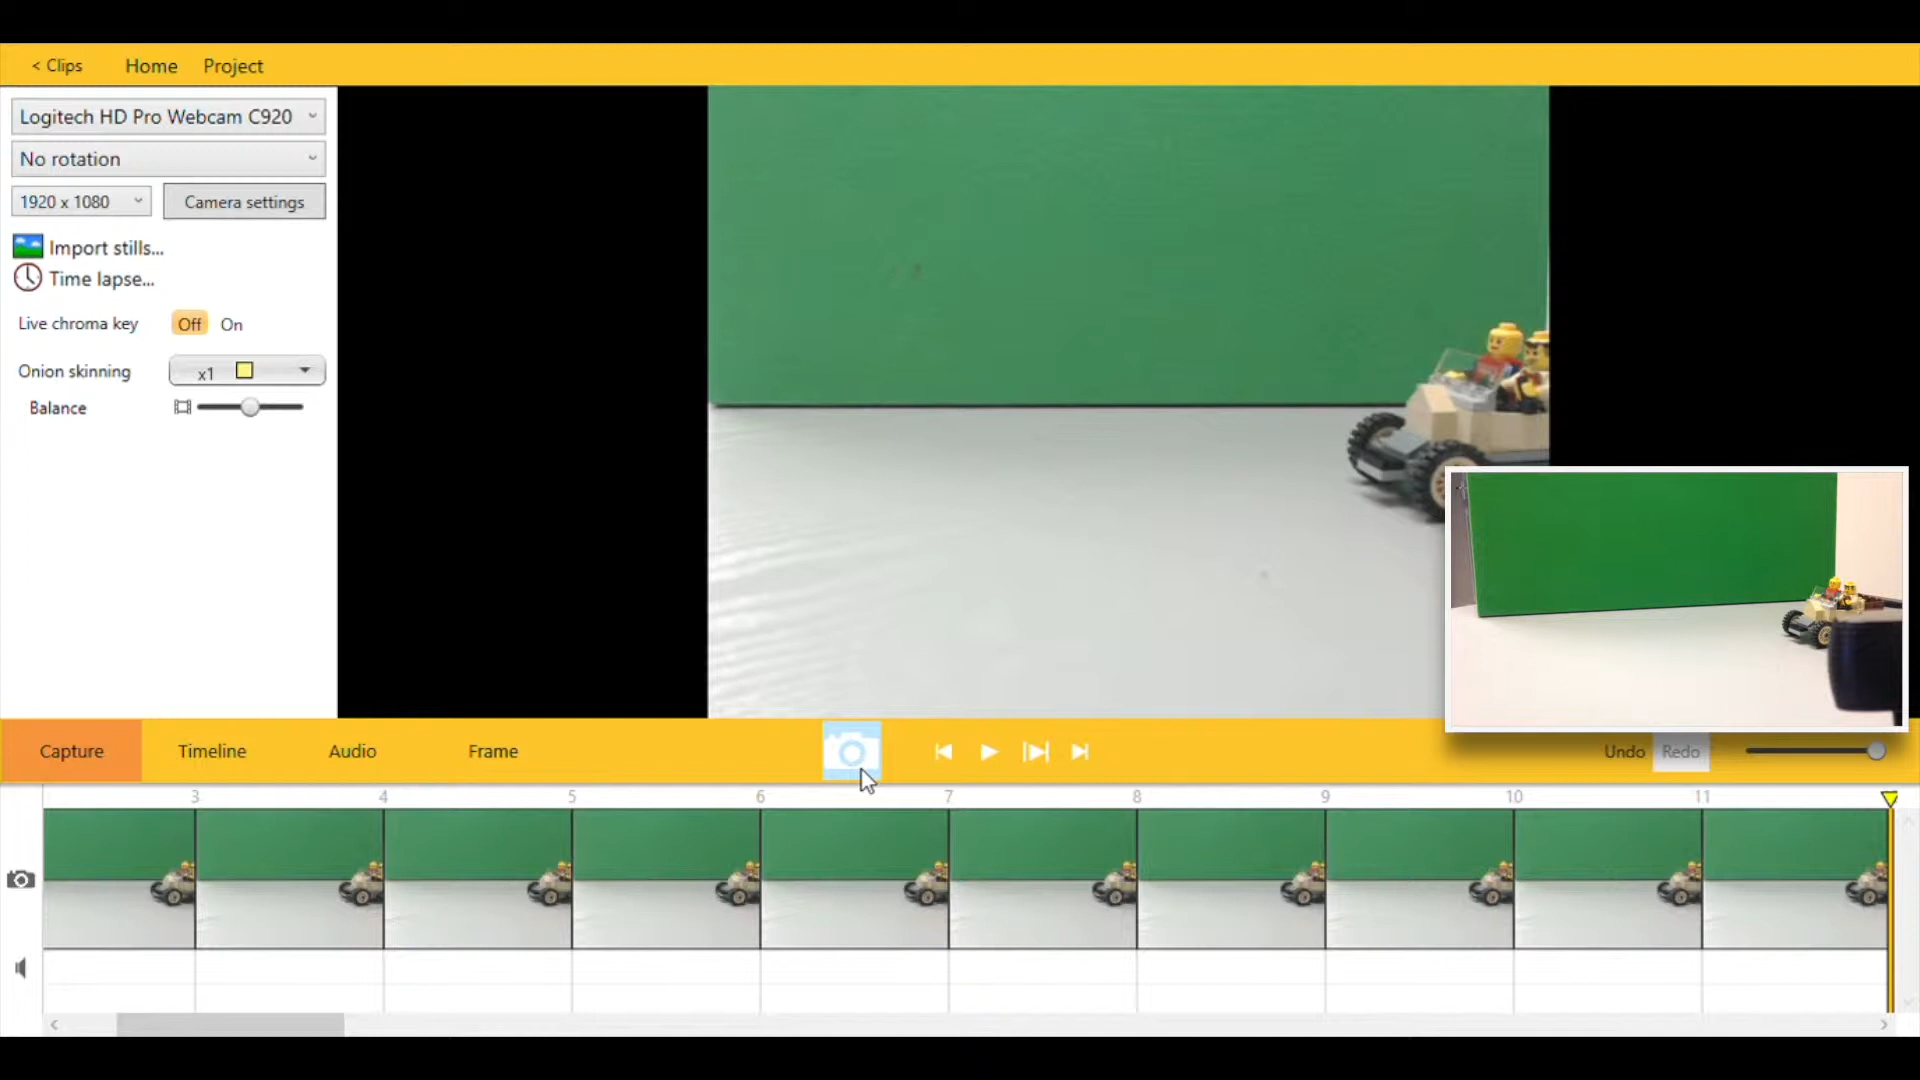 < Clips Home Project
Logitech HD Pro Webcam C920
No rotation
1920 x 1080 Camera settings
Import stills...
Time lapse...
Live chroma key Off On
Onion skinning x1
Balance
Capture Timeline Audio Frame Undo Redo
3 4 5 6 7 8 9 10 11